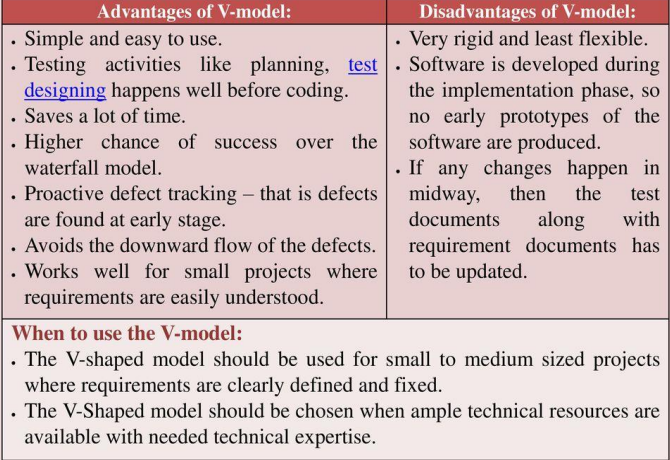 Advantages of V-model:
• Simple and easy to use.
• Testing activities like planning, test
designing happens well before coding.
• Saves a lot of time.
• Higher chance of success over the
waterfall model.
• Proactive defect tracking – that is defects
are found at early stage.
• Avoids the downward flow of the defects.
• Works well for small projects where
requirements are easily understood.
Disadvantages of V-model:
• Very rigid and least flexible.
• Software is developed during
the implementation phase, so
no early prototypes of the
software are produced.
• If any changes happen in
midway, then the test
documents along with
requirement documents has
to be updated.
When to use the V-model:
• The V-shaped model should be used for small to medium sized projects
where requirements are clearly defined and fixed.
• The V-Shaped model should be chosen when ample technical resources are
available with needed technical expertise.